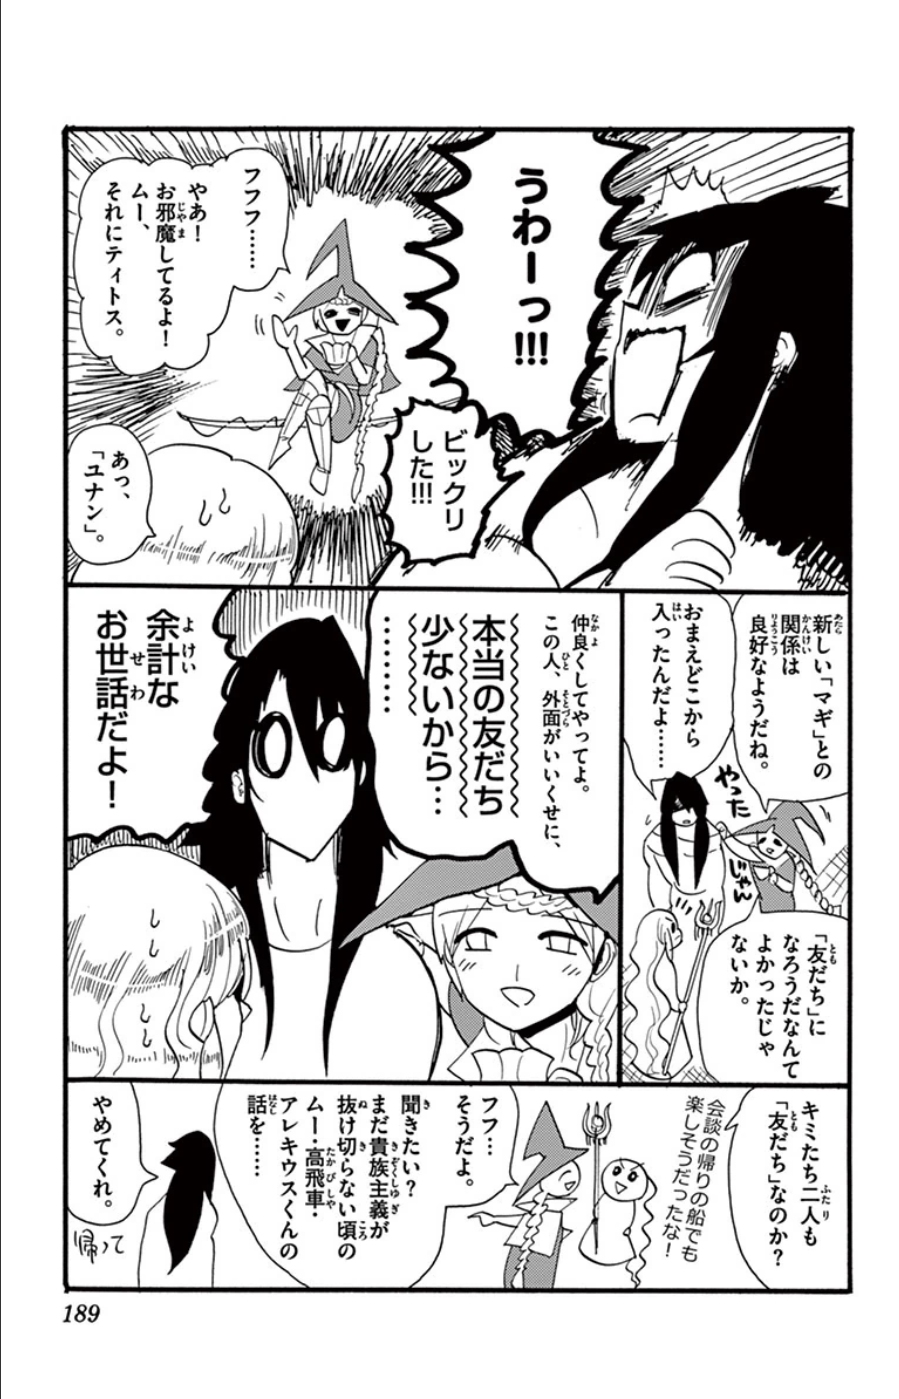 うわーっ!!!
ビックリ
した!!!
フフフ……
やあ！
お邪魔してるよ！
ムー、
それにティトス。
あっ、
「ユナン」。
新しい「マギ」との
関係は
良好なようだね。
おまえどこから
入ったんだよ……
やった
じゃん
「友だち」に
なろうだなんて
よかったじゃ
ないか。
仲良くしてやってよ。
この人、外面がいいくせに、
本当の友だち
少ないから…
………
余計な
お世話だよ！
キミたち二人も
「友だち」なのか？
会談の帰りの船でも
楽しそうだったな！
フフ…
そうだよ。
聞きたい？
まだ貴族主義が
抜け切らない頃の
ムー・高飛車・
アレキウスくんの
話を……
やめてくれ。
帰って
189